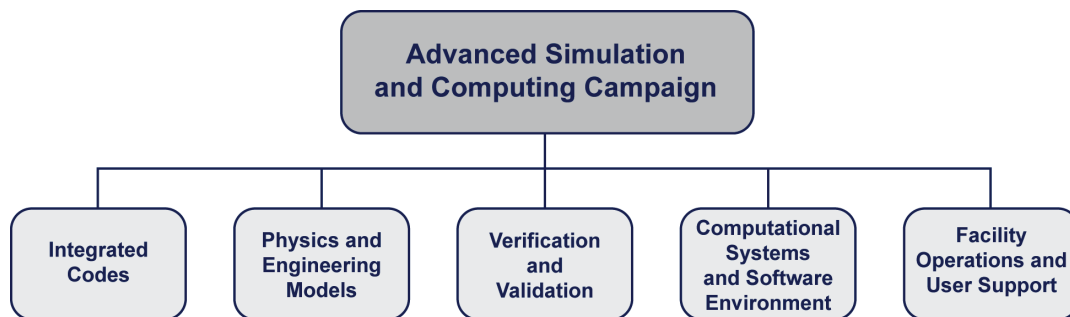 Advanced Simulation
and Computing Campaign
Integrated
Codes
Physics and
Engineering
Models
Verification
and
Validation
Computational
Systems
and Software
Environment
Facility
Operations and
User Support